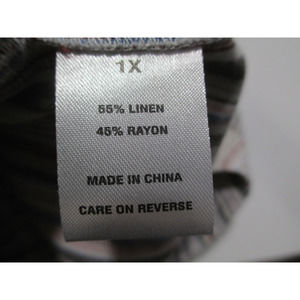 1X
55% LINEN
45% RAYON
MADE IN CHINA
CARE ON REVERSE